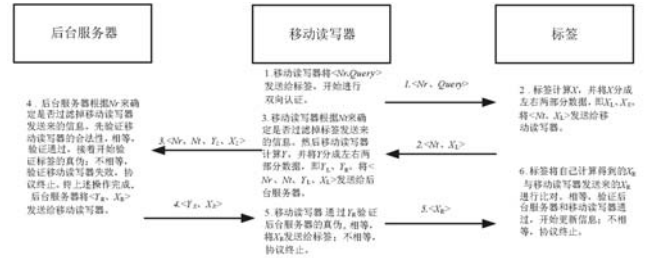 后台服务器
移动读写器
标签
1.移动读写器将<Nr,Query>
发送给标签，开始进行
双向认证。
1.<Nr、Query>
2．标签计算X，并将X分成
左右两部分数据，即XL、XR，
将<Nt、XL>发送给移
动读写器。
4．后台服务器根据Nr来确
定是否过滤掉移动读写器
发送来的信息，先验证移
动读写器的合法性，相等，
验证通过，接着开始验
证标签的真伪；不相等，
验证移动读写器失效，协
议终止。待上述操作完成，
后台服务器将<YR、XR>
发送给移动读写器。
3.移动读写器根据Nt来确
定是否过滤掉标签发送来
的信息，然后移动读写器
计算Y，并将Y分成左右两
部分数据，即YL、YR，将<
Nr、Nt、YL、XL>发送给后
台服务器。
3.<Nr、Nt、YL、XL>
2.<Nt、XL>
6.标签将自己计算得到的XR
与移动读写器发送来的XR
进行比对，相等，验证后
台服务器和移动读写器通
过，开始更新信息；不相
等，协议终止。
4.<YR、XR>
5.移动读写器通过YR验证
后台服务器的真伪。相等，
将XR发送给标签；不相等，
协议终止。
5.<XR>